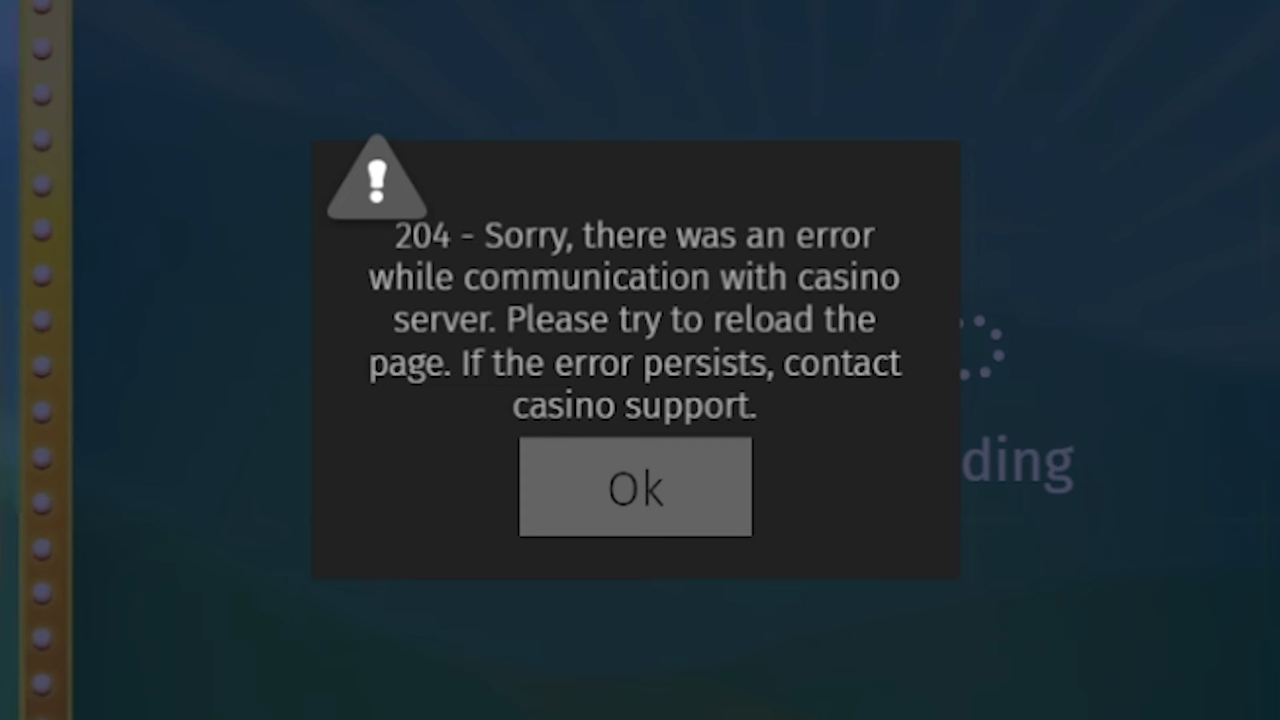 204 - Sorry, there was an error
while communication with casino
server. Please try to reload the
page. If the error persists, contact
casino support.
Ok
ding